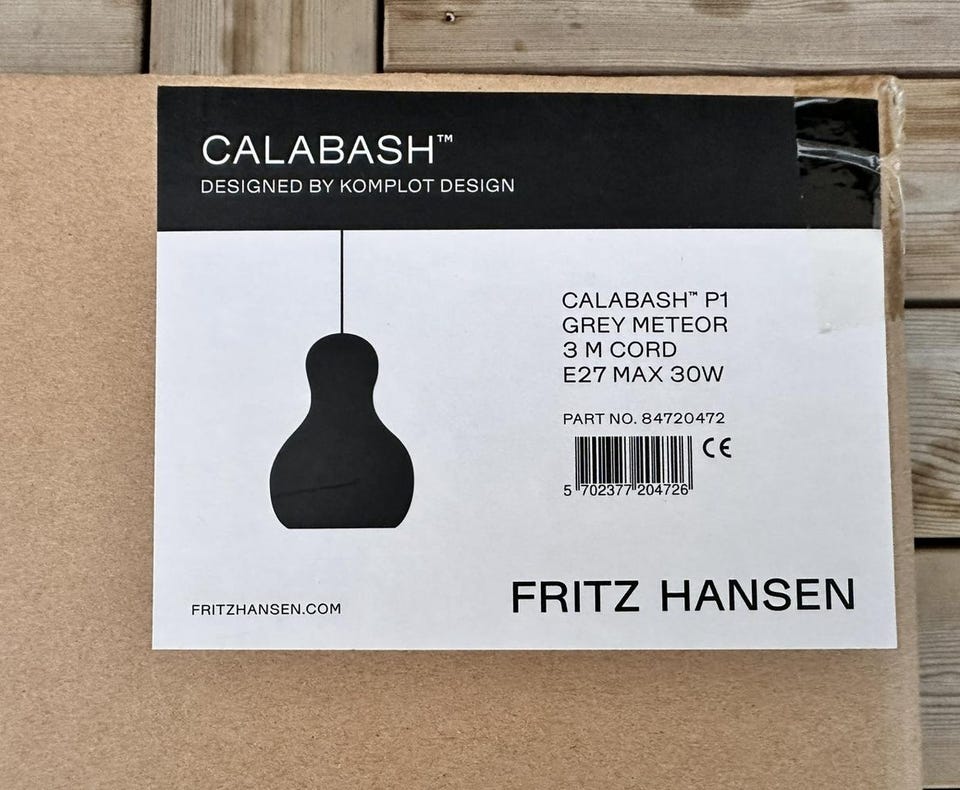 CALABASH™
DESIGNED BY KOMPLOT DESIGN
CALABASH™ P1
GREY METEOR
3 M CORD
E27 MAX 30W
PART NO. 84720472
CE
5 702377 204726
FRITZHANSEN.COM
FRITZ HANSEN